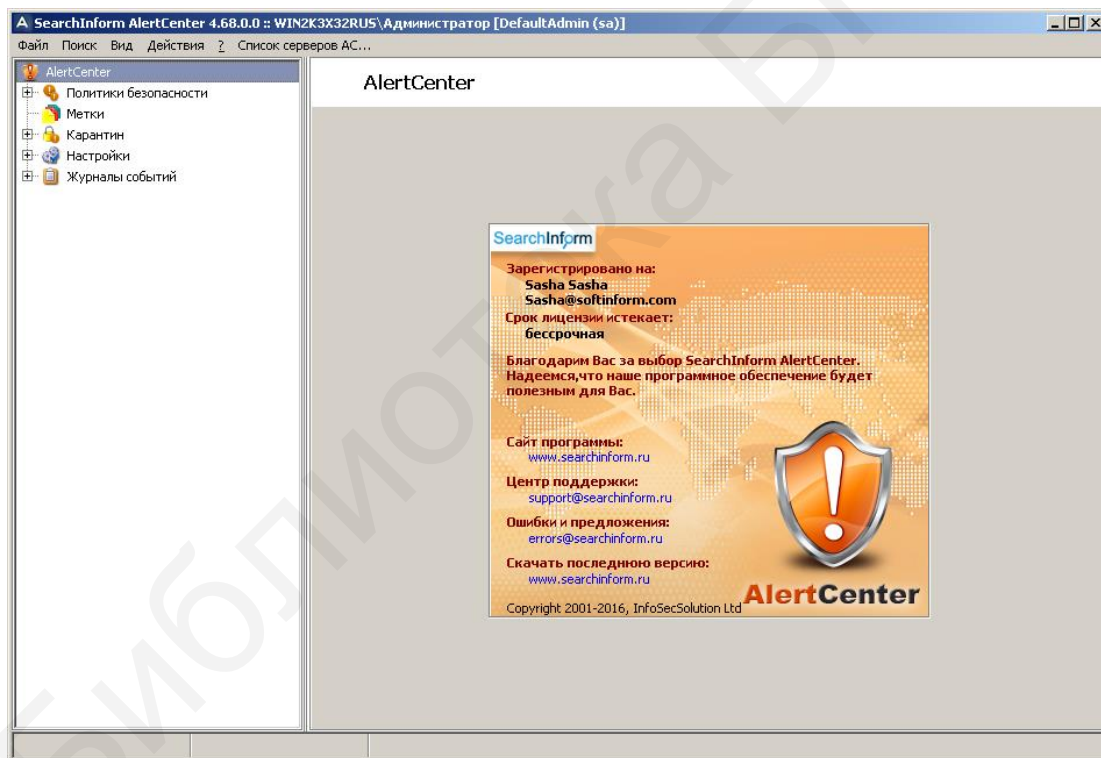 SearchInform AlertCenter 4.68.0.0 :: WIN2K3X32RUS\Администратор [DefaultAdmin (sa)]
Файл Поиск Вид Действия ? Список серверов АС...
AlertCenter
Политики безопасности
Метки
Карантин
Настройки
Журналы событий
AlertCenter
SearchInform
Зарегистрировано на:
Sasha Sasha
Sasha@softinform.com
Срок лицензии истекает:
бессрочная
Благодарим Вас за выбор SearchInform AlertCenter.
Надеемся,что наше программное обеспечение будет
полезным для Вас.
Сайт программы:
www.searchinform.ru
Центр поддержки:
support@searchinform.ru
Ошибки и предложения:
errors@searchinform.ru
Скачать последнюю версию:
www.searchinform.ru
Copyright 2001-2016, InfoSecSolution Ltd
AlertCenter
Библиотека